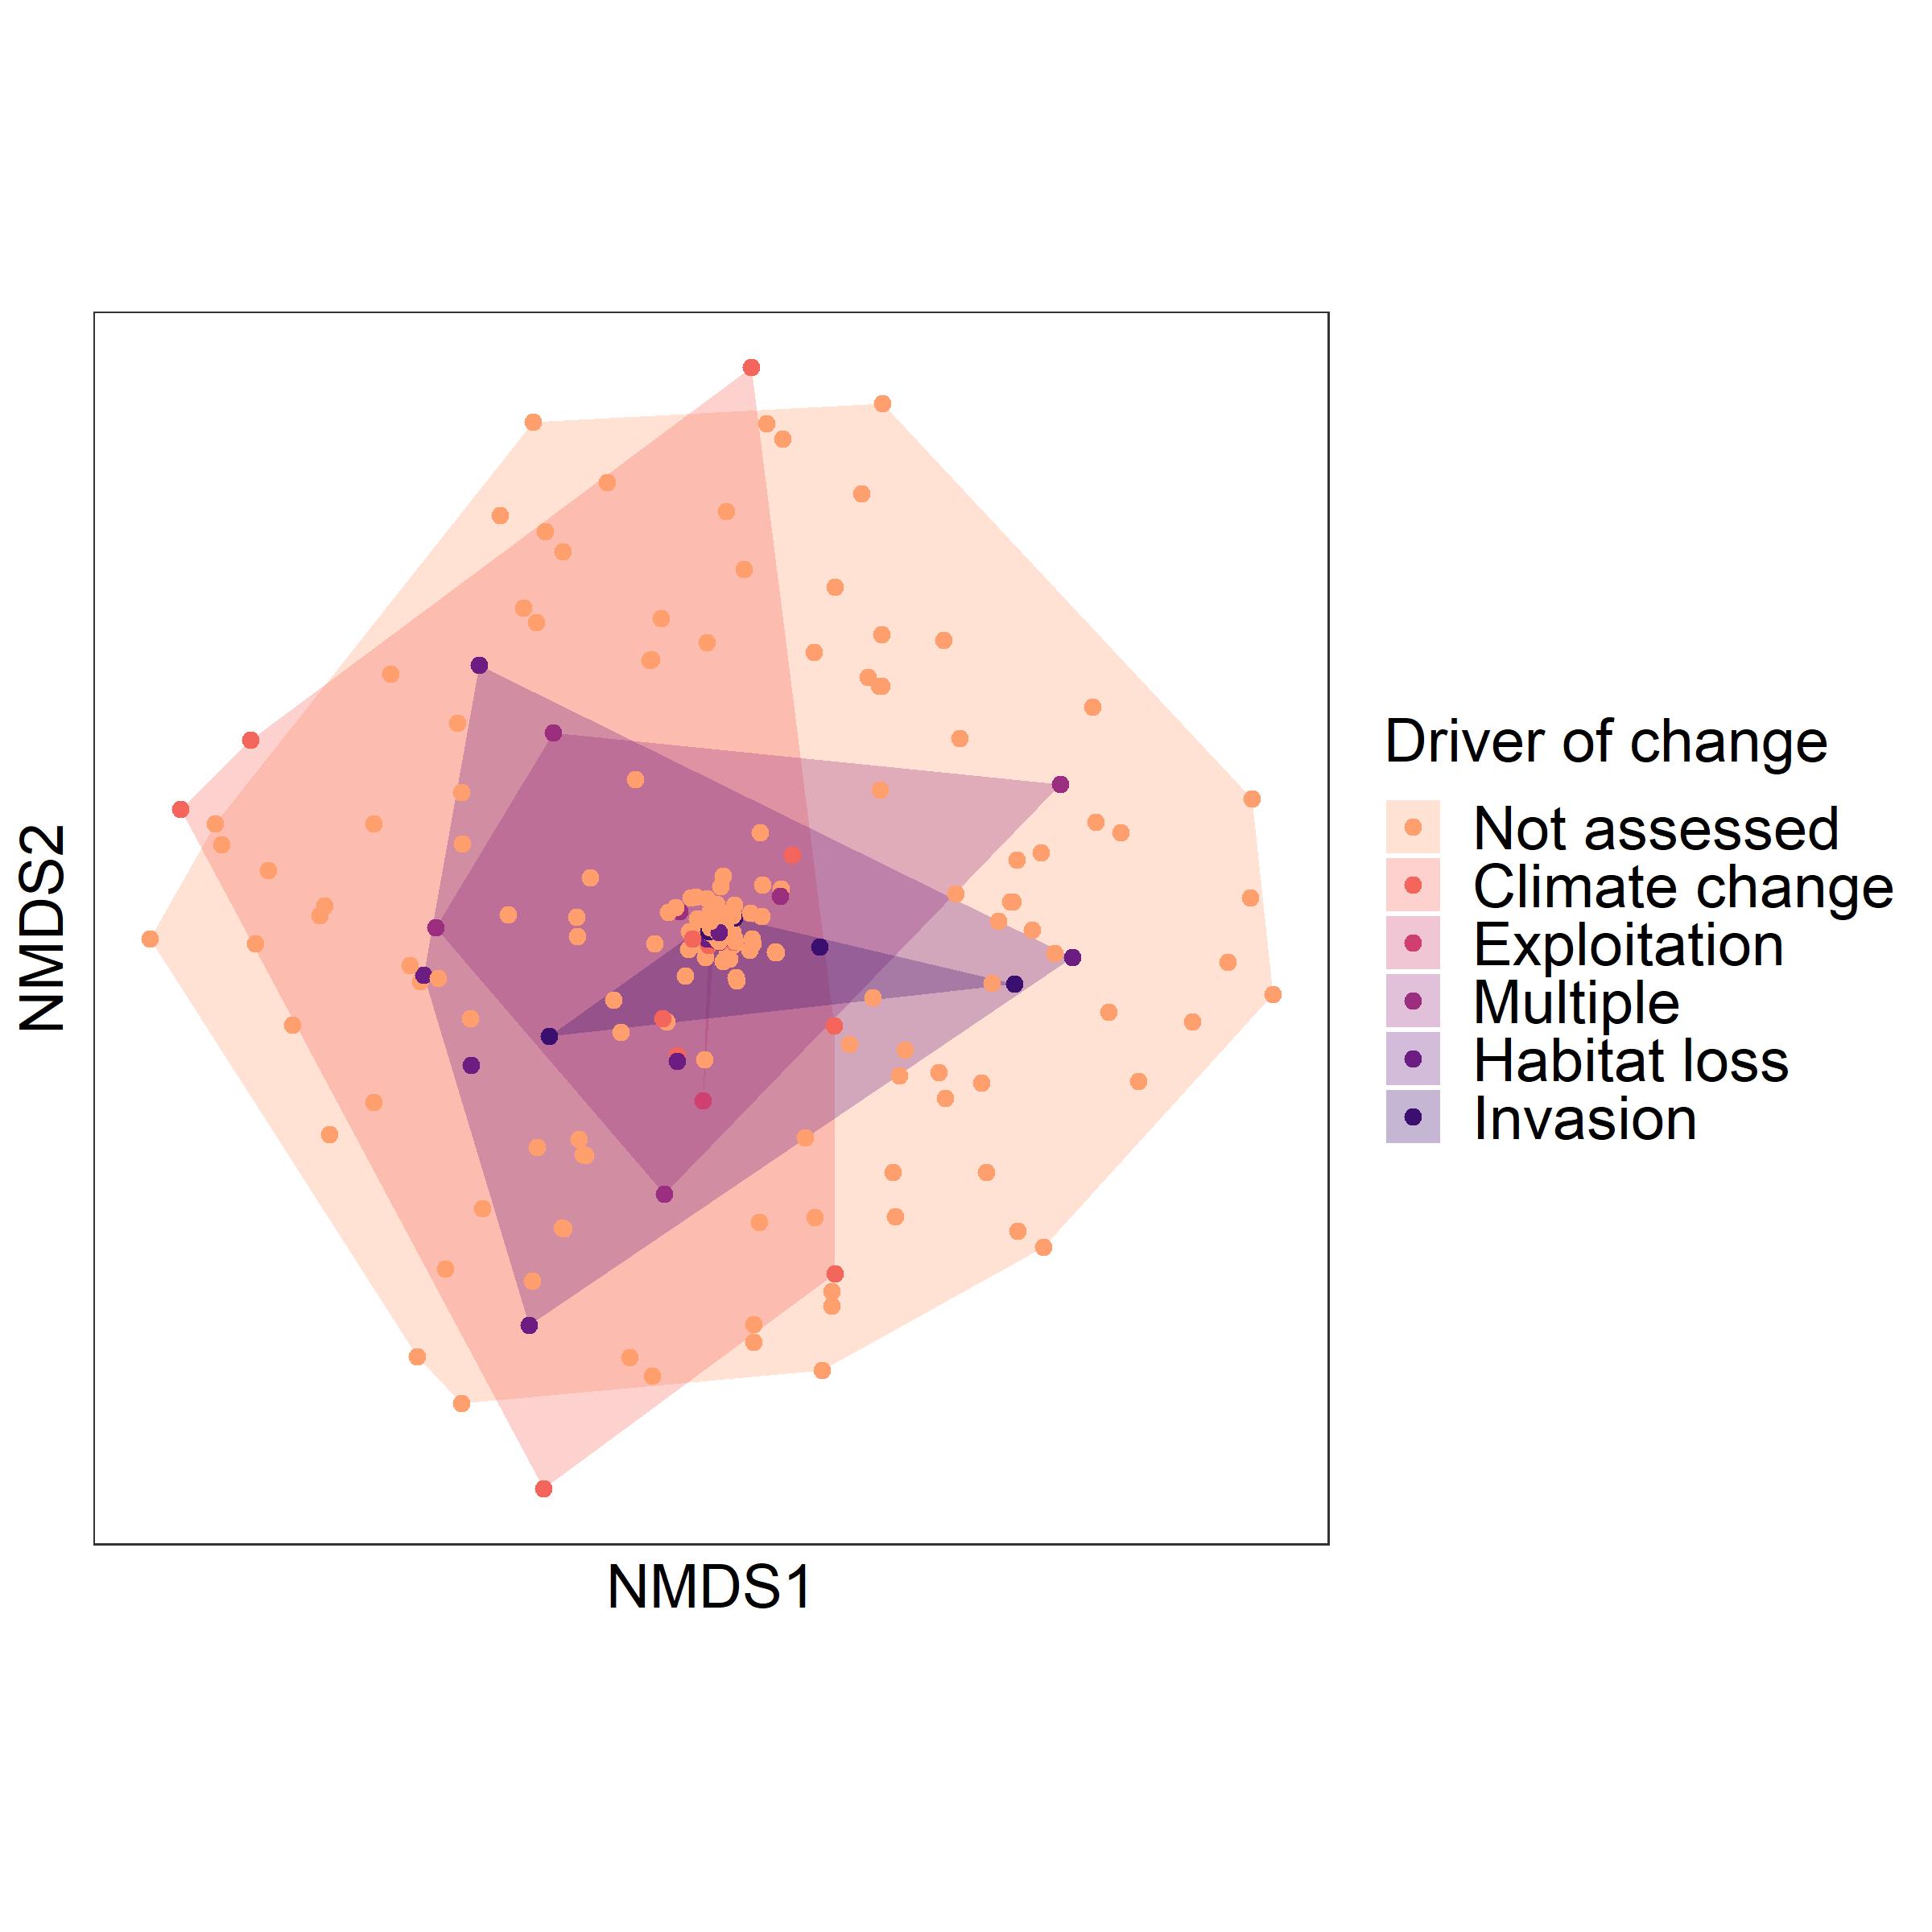 NMDS2
NMDS1
Driver of change
Not assessed
Climate change
Exploitation
Multiple
Habitat loss
Invasion